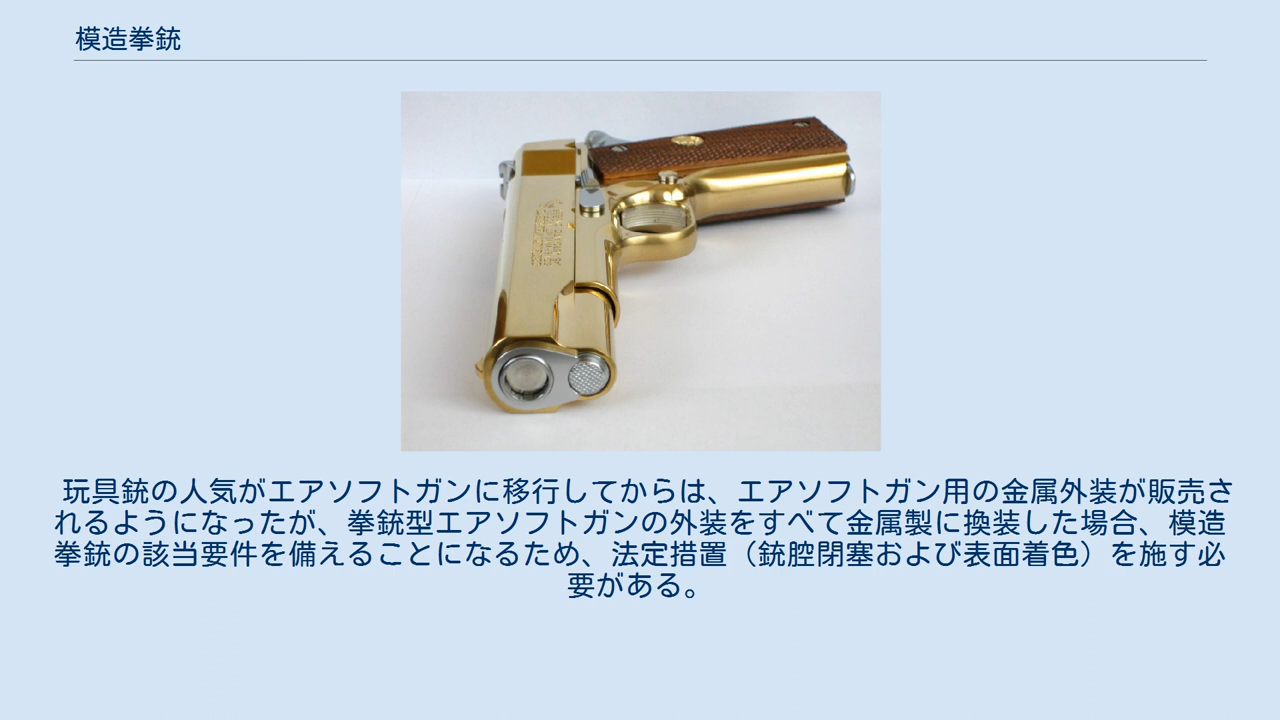 模造拳銃
玩具銃の人気がエアソフトガンに移行してからは、エアソフトガン用の金属外装が販売さ
れるようになったが、拳銃型エアソフトガンの外装をすべて金属製に換装した場合、模造
拳銃の該当要件を備えることになるため、法定措置（銃腔閉塞および表面着色）を施す必
要がある。